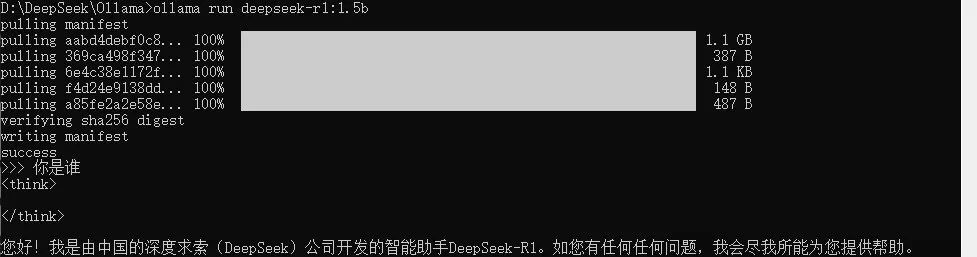 D:\DeepSeek\Ollama>ollama run deepseek-r1:1.5b
pulling manifest
pulling aabd4debf0c8... 100% 1.1 GB
pulling 369ca498f347... 100% 387 B
pulling 6e4c38e1172f... 100% 1.1 KB
pulling f4d24e9138dd... 100% 148 B
pulling a85fe2a2e58e... 100% 487 B
verifying sha256 digest
writing manifest
success
>>> 你是谁
<think>
</think>
您好！我是由中国的深度求索（DeepSeek）公司开发的智能助手DeepSeek-R1。如您有任何任何问题，我会尽我所能为您提供帮助。